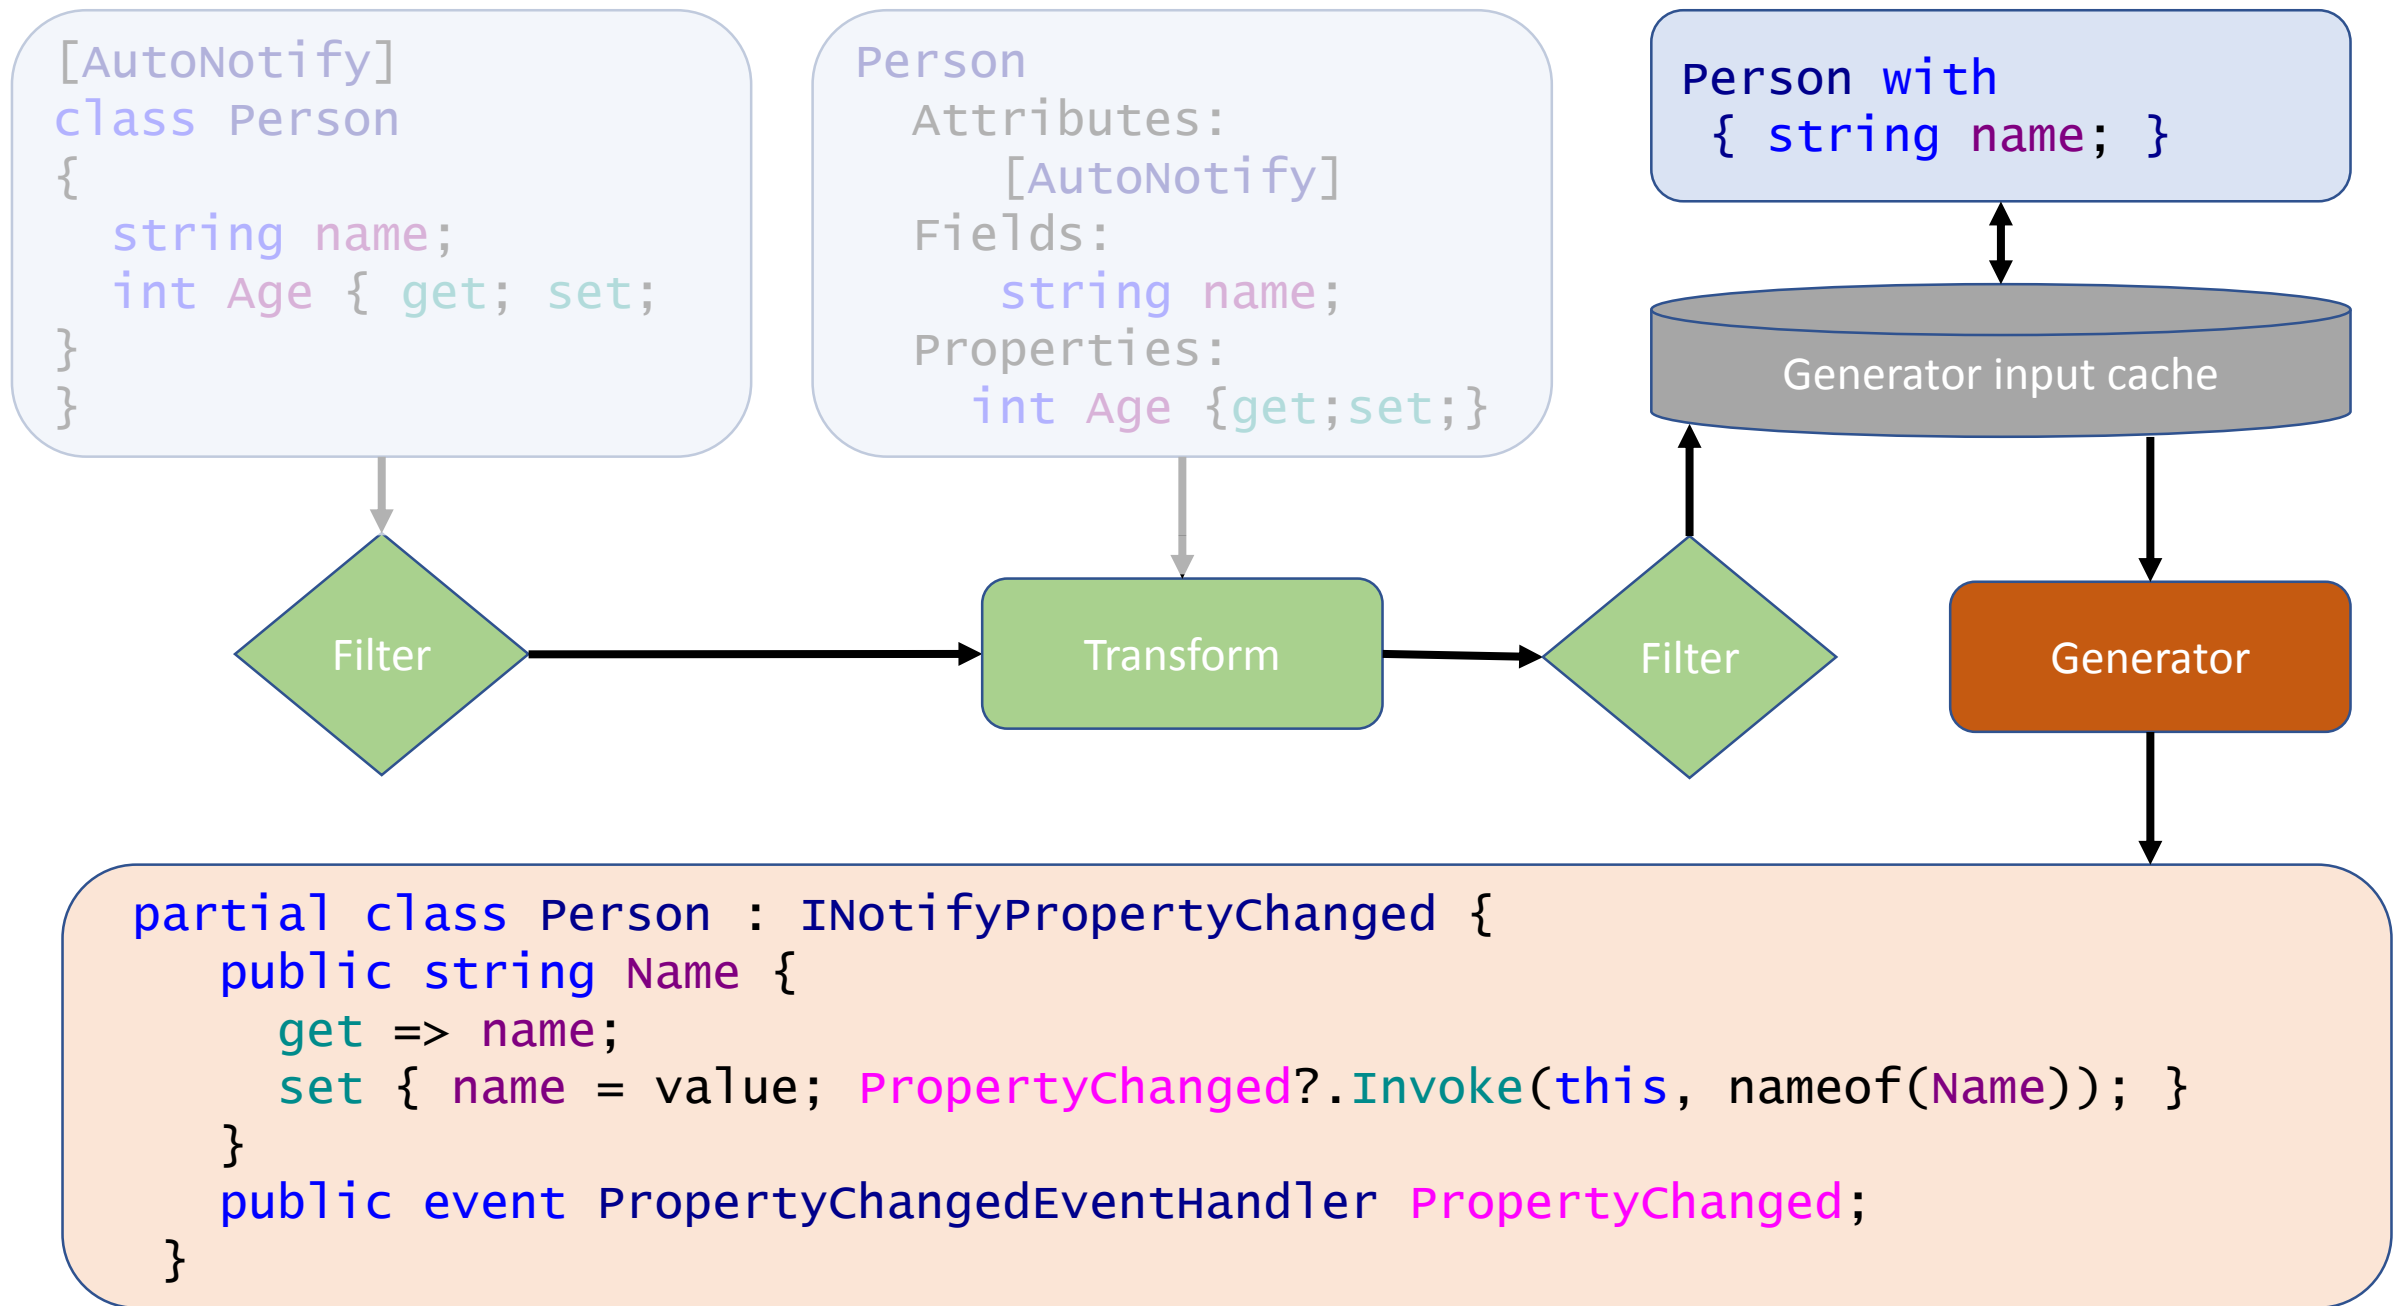 [AutoNotify]
class Person
{
  string name;
  int Age { get; set;
}
}
Person
  Attributes:
     [AutoNotify]
  Fields:
     string name;
  Properties:
    int Age {get;set;}
Person with
 { string name; }
Generator input cache
Filter
Transform
Filter
Generator
partial class Person : INotifyPropertyChanged {
   public string Name {
     get => name;
     set { name = value; PropertyChanged?.Invoke(this, nameof(Name)); }
   }
   public event PropertyChangedEventHandler PropertyChanged;
 }